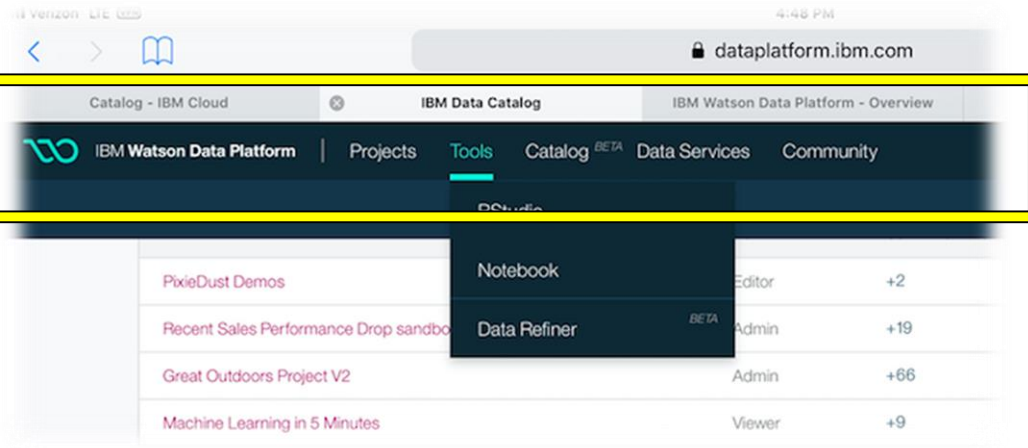 Verizon LTE 4:48 PM
dataplatform.ibm.com
Catalog - IBM Cloud IBM Data Catalog IBM Watson Data Platform - Overview
IBM Watson Data Platform | Projects Tools Catalog BETA Data Services Community
RStudio
Notebook
PixieDust Demos Editor +2
Data Refiner BETA
Recent Sales Performance Drop sandbo Admin +19
Great Outdoors Project V2 Admin +66
Machine Learning in 5 Minutes Viewer +9